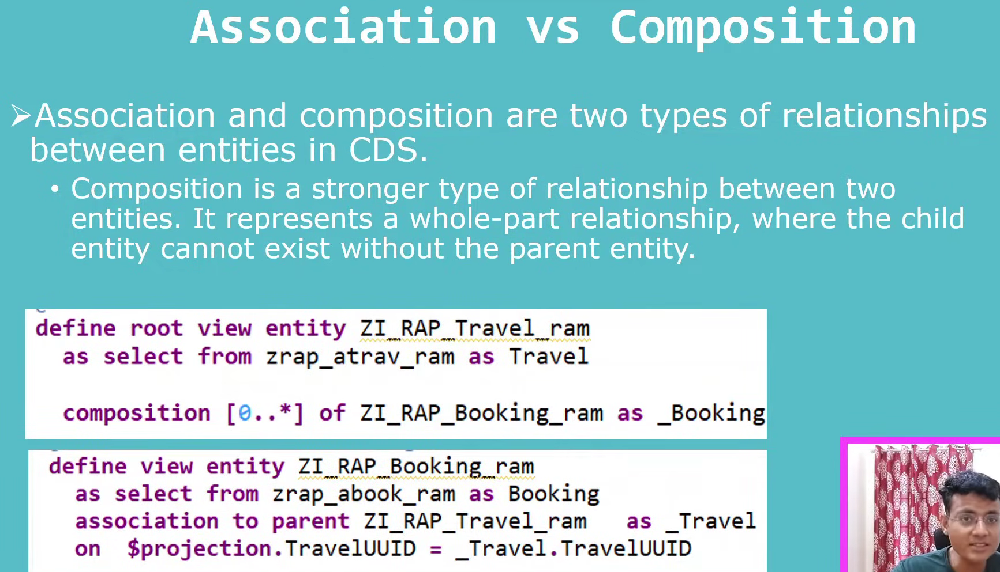 Association vs Composition
➢Association and composition are two types of relationships
between entities in CDS.
• Composition is a stronger type of relationship between two
entities. It represents a whole-part relationship, where the child
entity cannot exist without the parent entity.
define root view entity ZI_RAP_Travel_ram
as select from zrap_atrav_ram as Travel
composition [0..*] of ZI_RAP_Booking_ram as _Booking
define view entity ZI_RAP_Booking_ram
as select from zrap_abook_ram as Booking
association to parent ZI_RAP_Travel_ram as _Travel
on $projection.TravelUUID = _Travel.TravelUUID